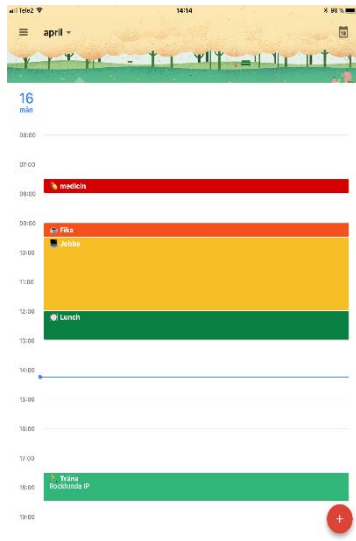 Tele2 14:14 90 %
april
16
mån
07:00
08:00
medicin
09:00
Fika
Jobba
10:00
11:00
12:00
Lunch
13:00
14:00
15:00
16:00
17:00
Träna
Rocklunda IP
18:00
19:00